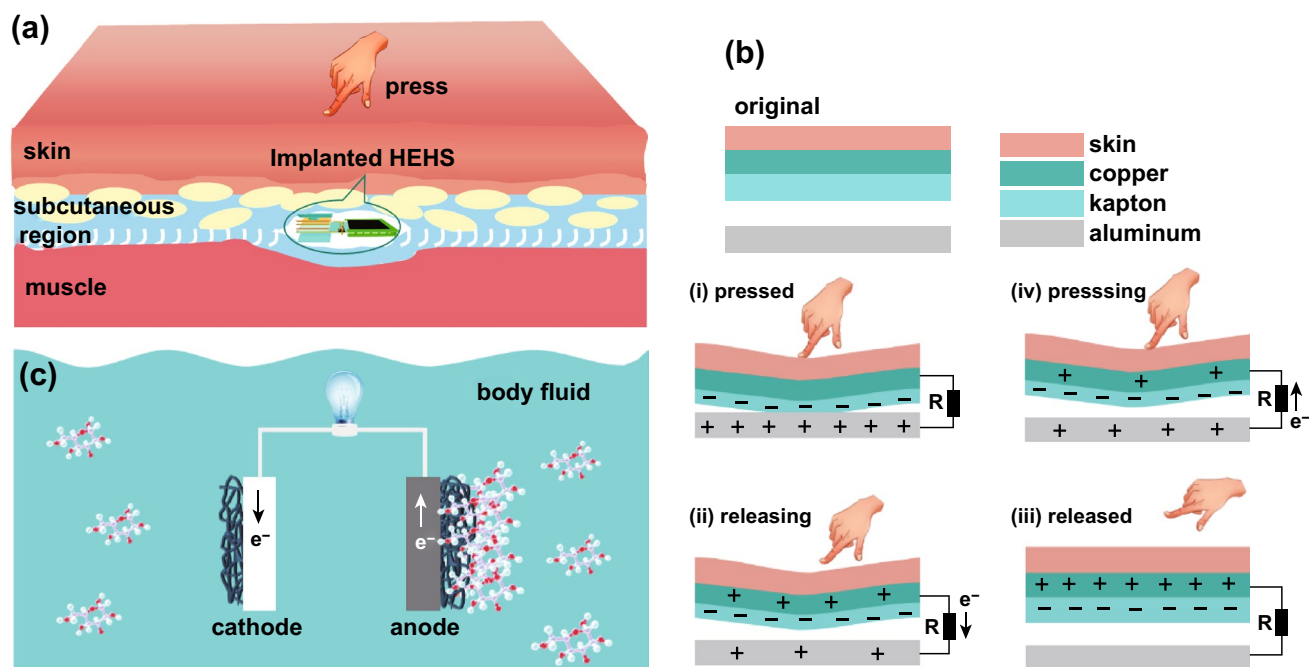 (a)
press
skin
Implanted HEHS
subcutaneous
region
muscle
(b)
original
skin
copper
kapton
aluminum
(i) pressed
− − − − − − −
+ + + + + + +
R
(iv) presssing
+ + +
− − − − − − −
+ + + +
R
e−
(ii) releasing
+ + + +
− − − − − − −
+ + +
R
e−
(iii) released
+ + + + + + +
− − − − − − −
R
(c)
body fluid
e−
e−
cathode
anode